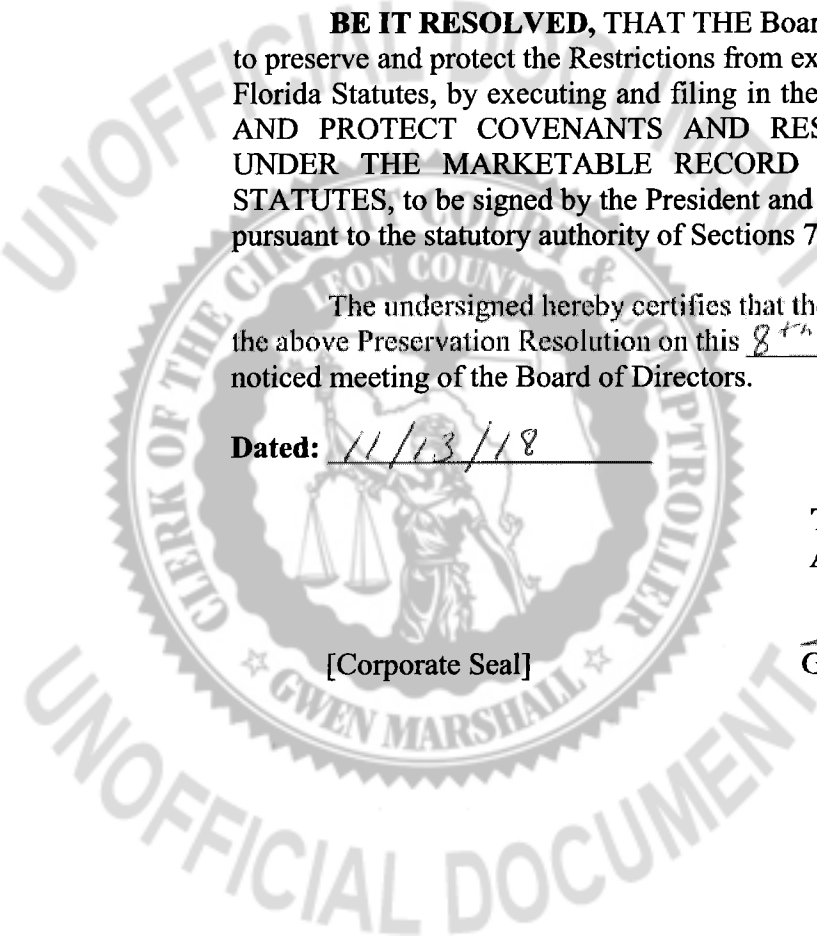 BE IT RESOLVED, THAT THE Boar
to preserve and protect the Restrictions from ex
Florida Statutes, by executing and filing in the
AND PROTECT COVENANTS AND RES
UNDER THE MARKETABLE RECORD
STATUTES, to be signed by the President and
pursuant to the statutory authority of Sections 7
The undersigned hereby certifies that th
the above Preservation Resolution on this 8th
noticed meeting of the Board of Directors.
Dated: 11/13/18
T
A
[Corporate Seal]
G
UNOFFICIAL DOCUMENT
CLERK OF THE CIRCUIT COURT & COMPTROLLER
LEON COUNTY
GWEN MARSHALL
UNOFFICIAL DOCUMENT